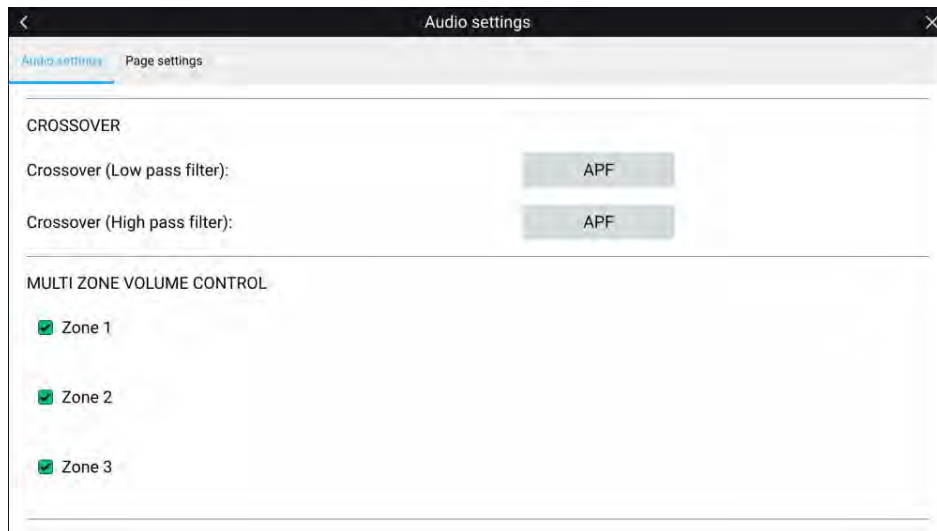 Audio settings
Audio settings Page settings
CROSSOVER
Crossover (Low pass filter): APF
Crossover (High pass filter): APF
MULTI ZONE VOLUME CONTROL
Zone 1
Zone 2
Zone 3